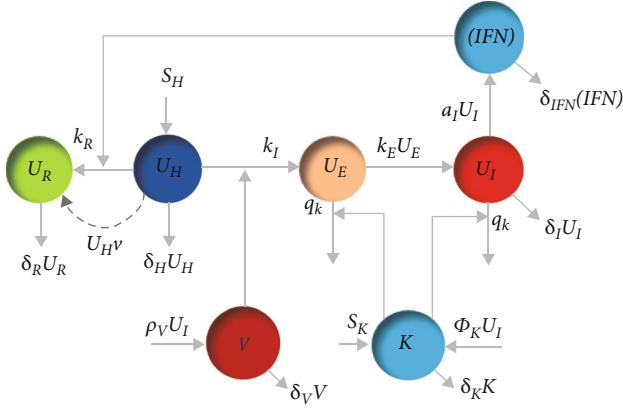 (IFN)
S_H
δ_IFN(IFN)
a_I U_I
k_R
k_I
k_E U_E
U_R
U_H
U_E
U_I
q_k
q_k
U_H ν
δ_I U_I
δ_R U_R
δ_H U_H
ρ_V U_I
S_K
Φ_K U_I
V
K
δ_V V
δ_K K